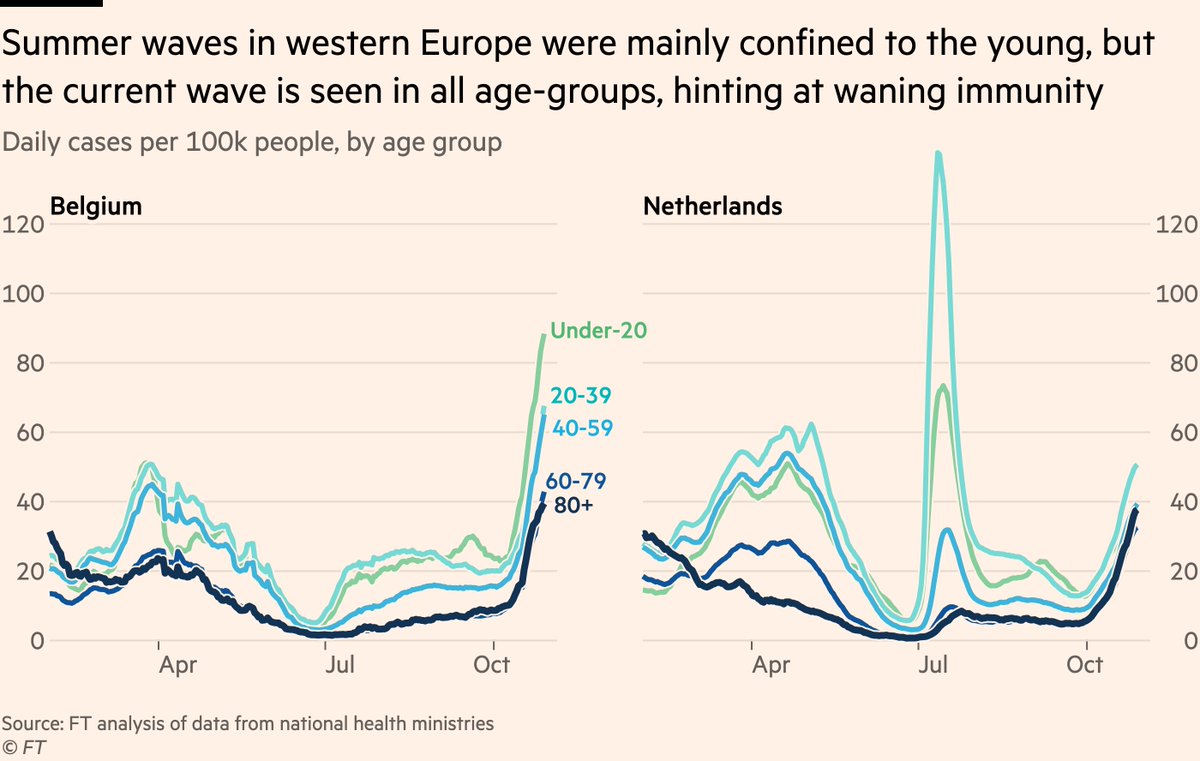 Summer waves in western Europe were mainly confined to the young, but
the current wave is seen in all age-groups, hinting at waning immunity
Daily cases per 100k people, by age group
Belgium
120
100
80
60
40
20
0
Apr
Jul
Oct
Under-20
20-39
40-59
60-79
80+
Netherlands
120
100
80
60
40
20
0
Apr
Jul
Oct
Source: FT analysis of data from national health ministries
© FT